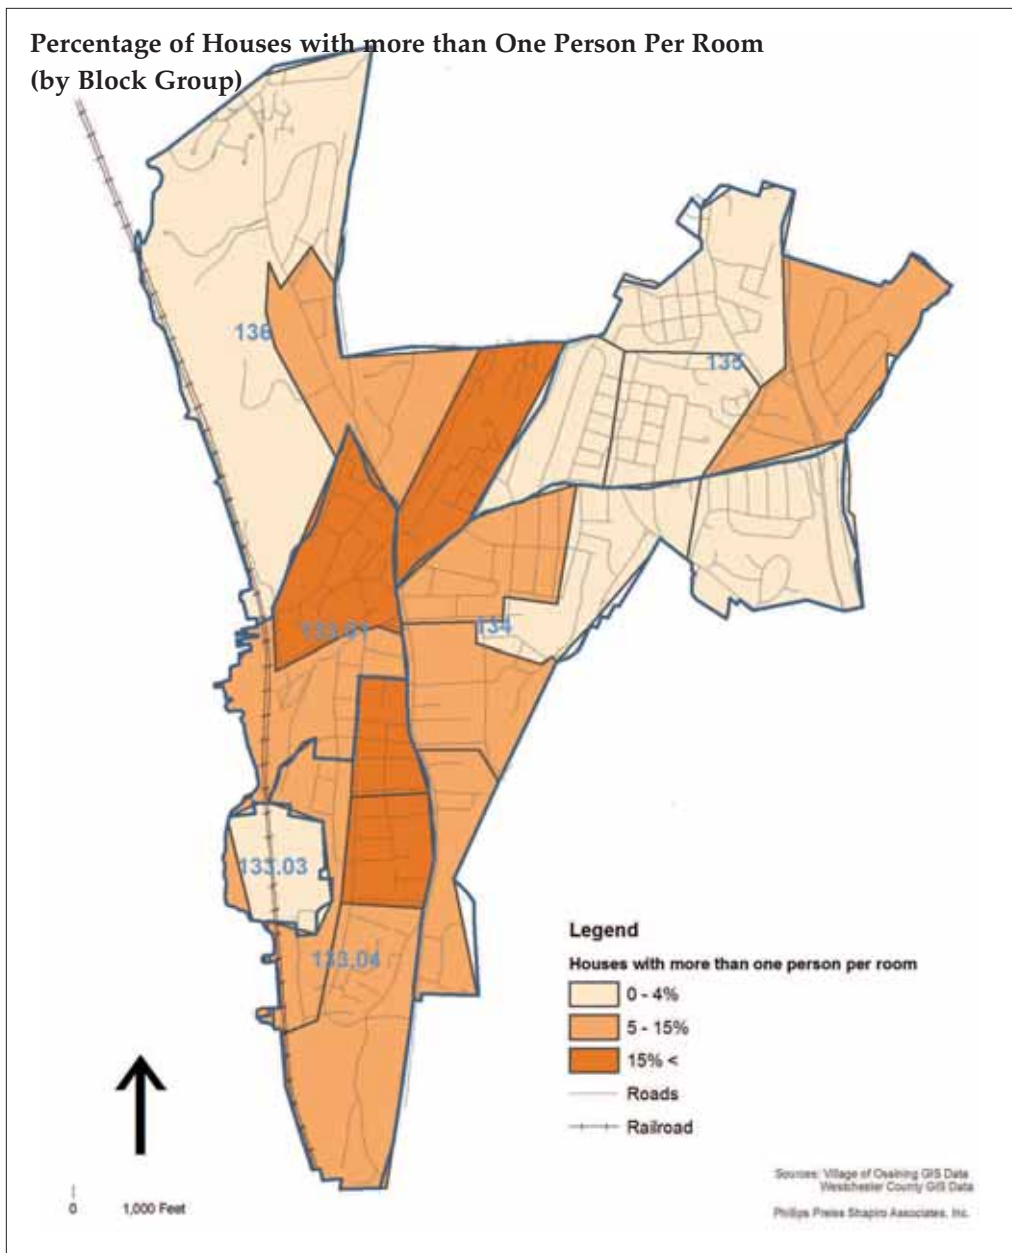 Percentage of Houses with more than One Person Per Room
(by Block Group)
136
135
133.01
134
133.03
133.04
Legend
Houses with more than one person per room
0 - 4%
5 - 15%
15% <
Roads
Railroad
0 1,000 Feet
Sources: Village of Ossining GIS Data
Westchester County GIS Data
Phillips Preiss Shapiro Associates, Inc.